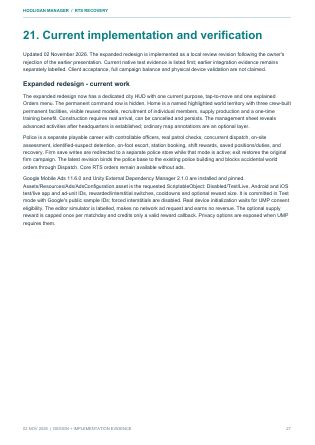 HOOLIGAN MANAGER / RTS RECOVERY
21. Current implementation and verification
Updated 02 November 2026. The expanded redesign is implemented as a local review revision following the owner's
rejection of the earlier presentation. Current native test evidence is listed first; earlier integration evidence remains
separately labelled. Client acceptance, full campaign balance and physical device validation are not claimed.
Expanded redesign - current work
The expanded redesign now has a dedicated city HUD with one current purpose, tap-to-move and one explained
Orders menu. The permanent command row is hidden. Home is a named highlighted world territory with three crew-built
permanent facilities, visible model reuse, recruitment of individual members, supply production and a one-time
training benefit. Construction requires real arrival, can be cancelled and persists. The management sheet reveals
advanced activities after headquarters is established; ordinary map annotations are an optional layer.
Police is a separate playable career with controllable officers, real patrol checks, concurrent dispatch, on-site
assessment, identified-suspect detention, on-foot escort, station booking, shift rewards, saved positions/duties, and
recovery. Firm save writes are redirected to a separate police store while that mode is active; exit restores the original
firm campaign. The latest revision binds the police base to the existing police building and blocks accidental world
orders through Dispatch. Core RTS orders remain available without ads.
Google Mobile Ads 11.6.0 and Unity External Dependency Manager 2.1.0 are installed and pinned.
is the requested ScriptableObject: Disabled/Test/Live, Android and iOS
test/live app and ad-unit IDs, rewarded/interstitial switches, cooldowns and optional reward size. It is committed in Test
mode with Google's public sample IDs; forced interstitials are disabled. Real device initialization waits for UMP consent
eligibility. The editor simulator is labelled, makes no network ad request and earns no revenue. The optional supply
reward is capped once per matchday and credits only a valid reward callback. Privacy options are exposed when UMP
requires them.
02 NOV 2026 | DESIGN + IMPLEMENTATION EVIDENCE